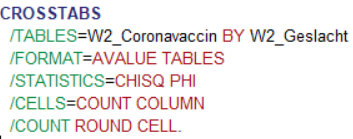 CROSSTABS
/TABLES=W2_Coronavaccin BY W2_Geslacht
/FORMAT=AVALUE TABLES
/STATISTICS=CHISQ PHI
/CELLS=COUNT COLUMN
/COUNT ROUND CELL.